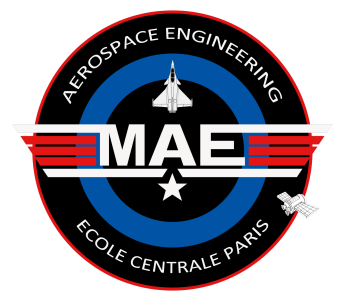 AEROSPACE ENGINEERING
MAE
ECOLE CENTRALE PARIS